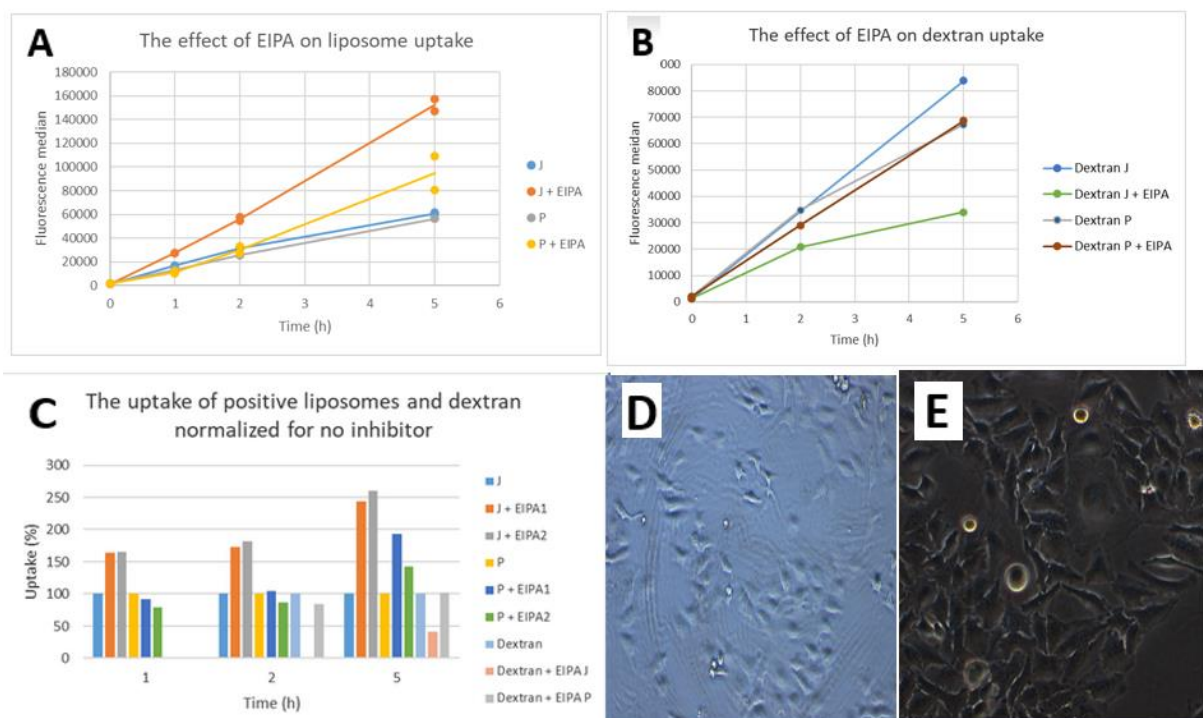 A
The effect of EIPA on liposome uptake
180000
160000
140000
120000
100000
80000
60000
40000
20000
0
0 1 2 3 4 5 6
Fluorescence median
Time (h)
J
J + EIPA
P
P + EIPA
B
The effect of EIPA on dextran uptake
000
80000
70000
60000
50000
40000
30000
20000
10000
0
0 1 2 3 4 5 6
Fluorescence meidan
Time (h)
Dextran J
Dextran J + EIPA
Dextran P
Dextran P + EIPA
C
The uptake of positive liposomes and dextran
normalized for no inhibitor
300
250
200
150
100
50
0
1 2 5
Uptake (%)
Time (h)
J
J + EIPA1
J + EIPA2
P
P + EIPA1
P + EIPA2
Dextran
Dextran + EIPA J
Dextran + EIPA P
D
E